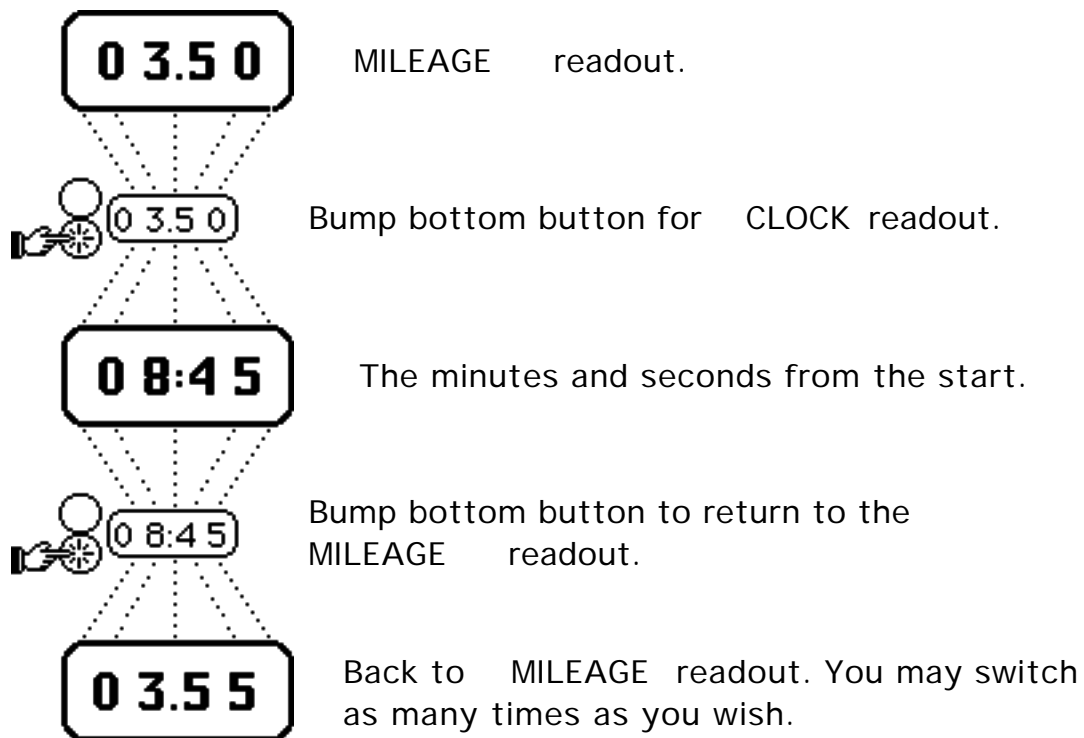 0 3.5 0 MILEAGE readout.
0 3.5 0 Bump bottom button for CLOCK readout.
0 8:4 5 The minutes and seconds from the start.
0 8:4 5 Bump bottom button to return to the
MILEAGE readout.
0 3.5 5 Back to MILEAGE readout. You may switch
as many times as you wish.